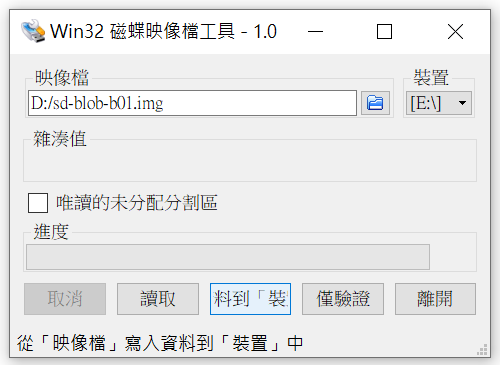 Win32 磁蝶映像檔工具 - 1.0
映像檔
裝置
D:/sd-blob-b01.img
[E:\]
雜湊值
唯讀的未分配分割區
進度
取消
讀取
料到「裝
僅驗證
離開
從「映像檔」寫入資料到「裝置」中